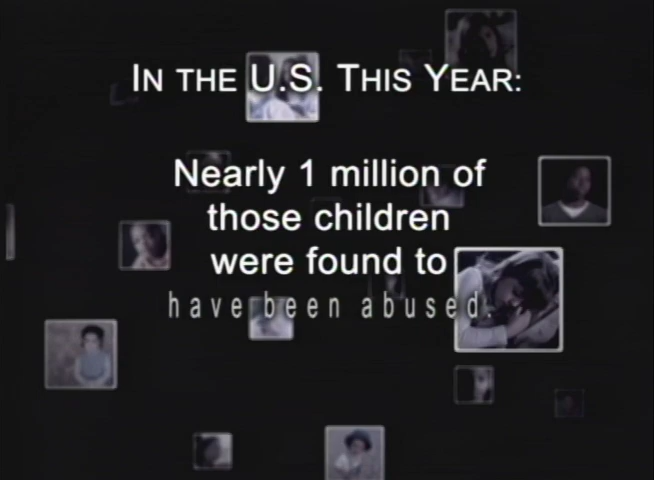 IN THE U.S. THIS YEAR:
Nearly 1 million of
those children
were found to
have been abused.